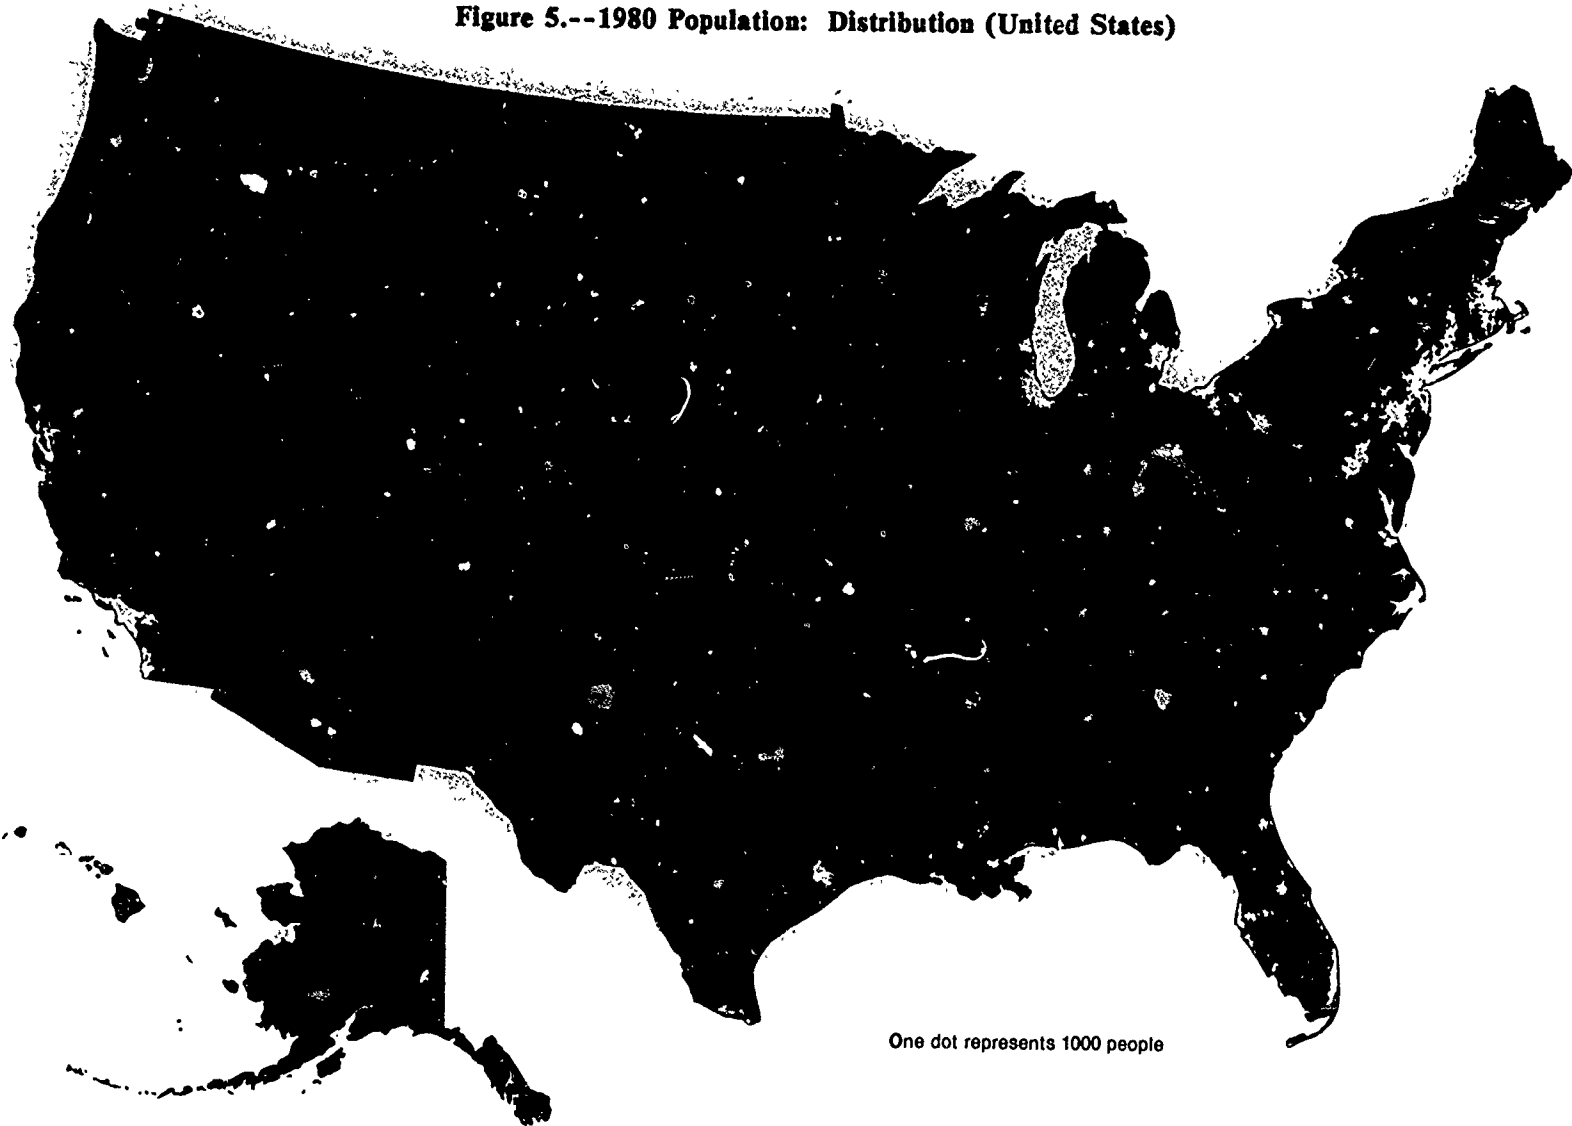 Figure 5.--1980 Population: Distribution (United States)
One dot represents 1000 people